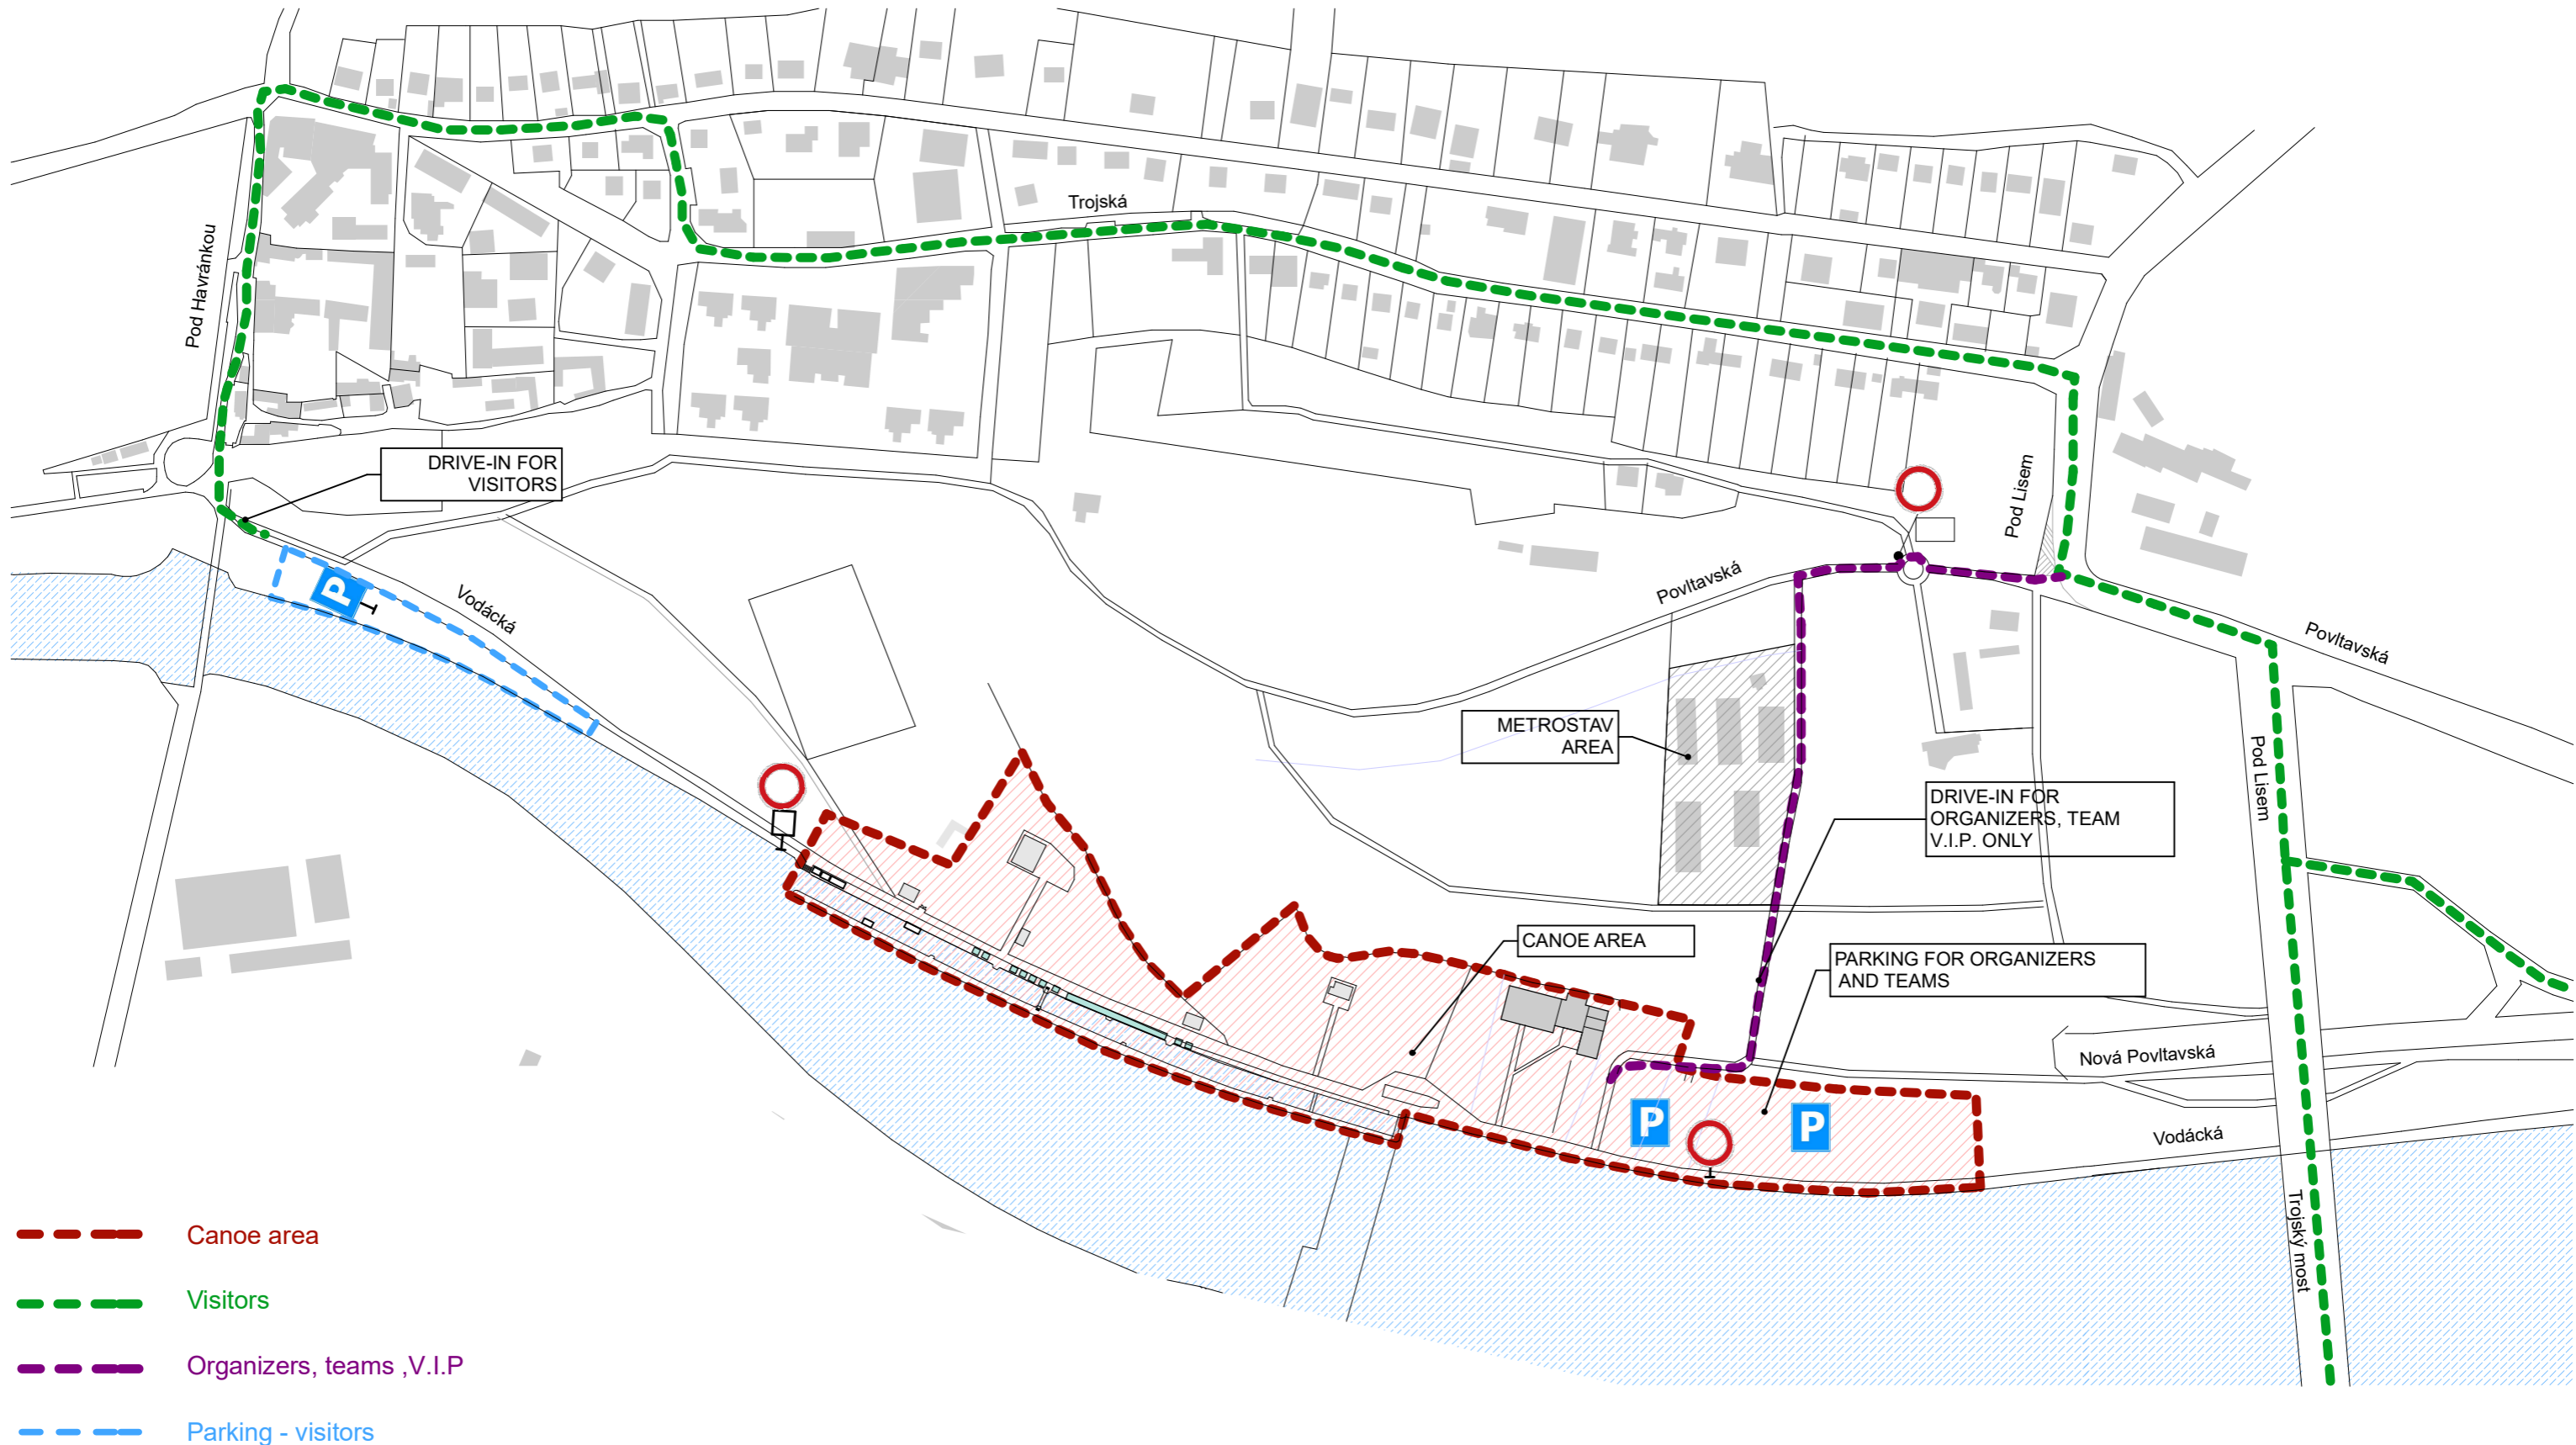 Trojská
Pod Havránkou
DRIVE-IN FOR
VISITORS
Pod Lisem
P
Vodácká
Povltavská
Povltavská
METROSTAV
AREA
Pod Lisem
DRIVE-IN FOR
ORGANIZERS, TEAM
V.I.P. ONLY
CANOE AREA
PARKING FOR ORGANIZERS
AND TEAMS
Nová Povltavská
P
P
Vodácká
Trojský most
Canoe area
Visitors
Organizers, teams ,V.I.P
Parking - visitors